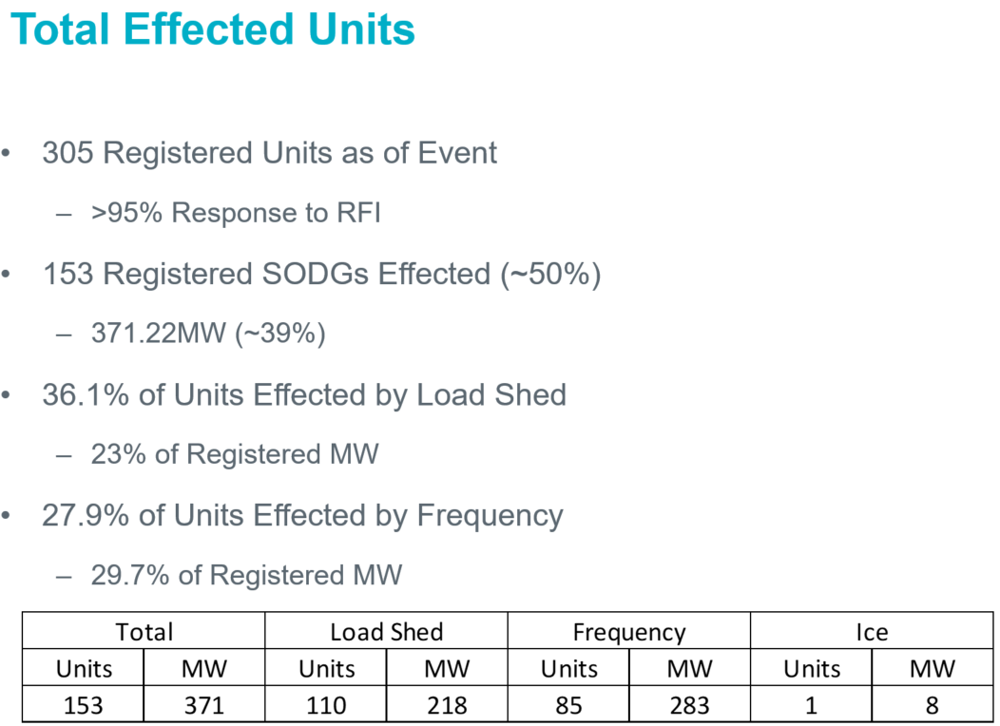 Total Effected Units
• 305 Registered Units as of Event
– >95% Response to RFI
• 153 Registered SODGs Effected (~50%)
– 371.22MW (~39%)
• 36.1% of Units Effected by Load Shed
– 23% of Registered MW
• 27.9% of Units Effected by Frequency
– 29.7% of Registered MW
Total Load Shed Frequency Ice
Units MW Units MW Units MW Units MW
153 371 110 218 85 283 1 8